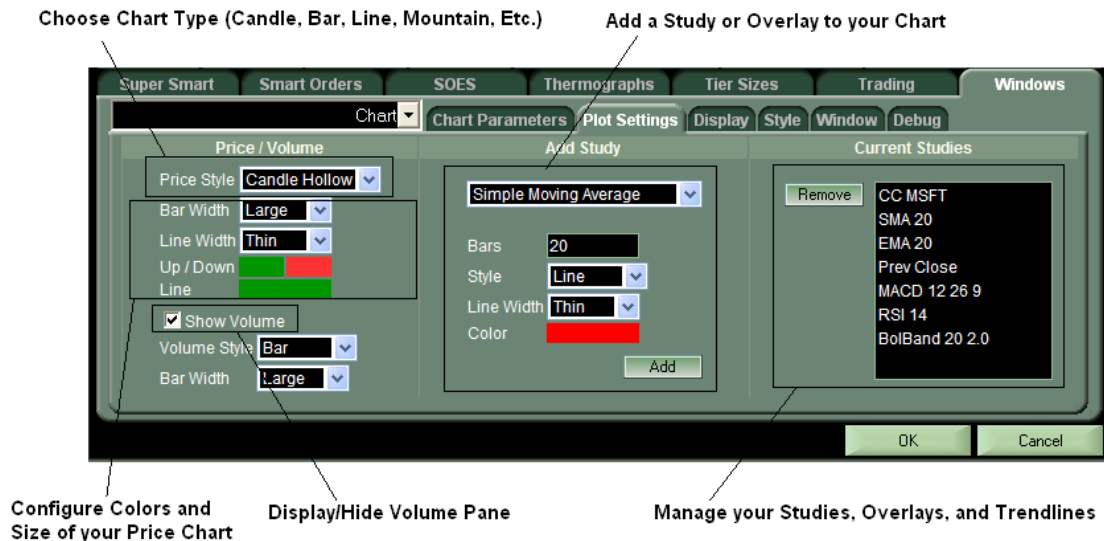 Choose Chart Type (Candle, Bar, Line, Mountain, Etc.)
Add a Study or Overlay to your Chart
Super Smart
Smart Orders
SOES
Thermographs
Tier Sizes
Trading
Windows
Chart
Chart Parameters
Plot Settings
Display
Style
Window
Debug
Price / Volume
Price Style Candle Hollow
Bar Width Large
Line Width Thin
Up / Down
Line
Show Volume
Volume Style Bar
Bar Width Large
Add Study
Simple Moving Average
Bars 20
Style Line
Line Width Thin
Color
Add
Current Studies
Remove
CC MSFT
SMA 20
EMA 20
Prev Close
MACD 12 26 9
RSI 14
BolBand 20 2.0
OK
Cancel
Configure Colors and
Size of your Price Chart
Display/Hide Volume Pane
Manage your Studies, Overlays, and Trendlines